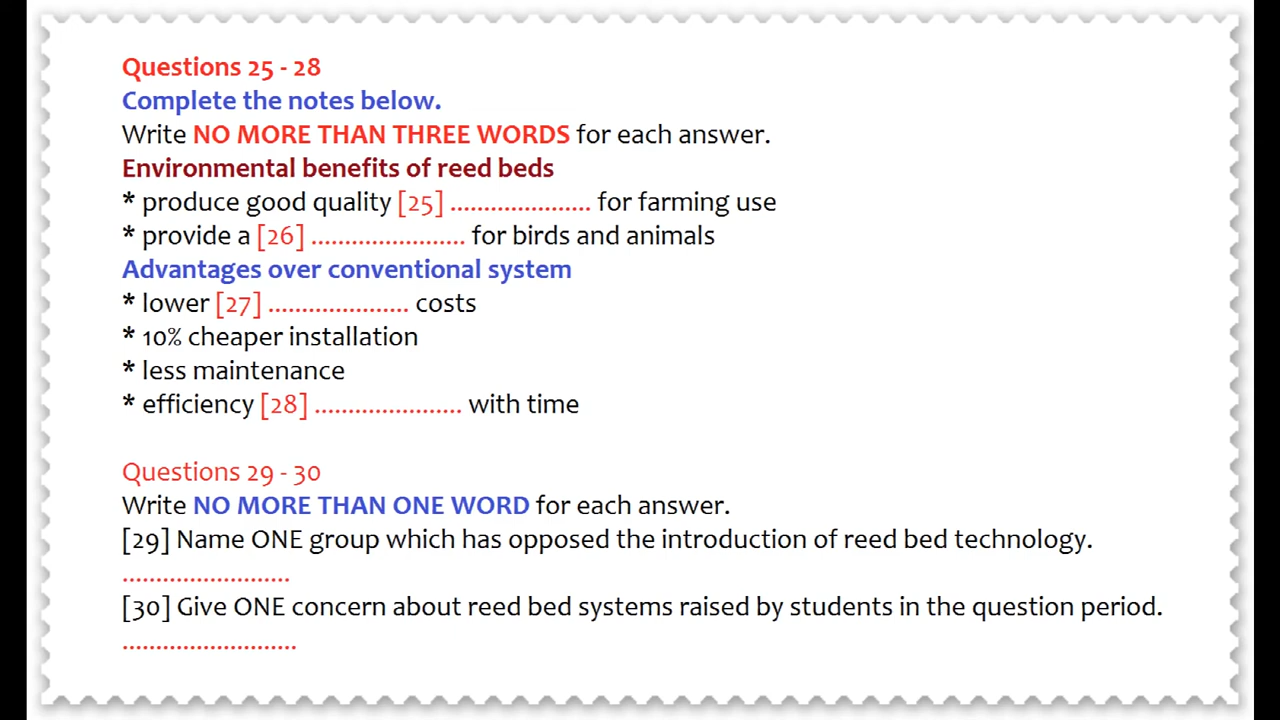 Questions 25 - 28
Complete the notes below.
Write NO MORE THAN THREE WORDS for each answer.
Environmental benefits of reed beds
* produce good quality [25] ..................... for farming use
* provide a [26] ....................... for birds and animals
Advantages over conventional system
* lower [27] ..................... costs
* 10% cheaper installation
* less maintenance
* efficiency [28] ...................... with time
Questions 29 - 30
Write NO MORE THAN ONE WORD for each answer.
[29] Name ONE group which has opposed the introduction of reed bed technology.
.........................
[30] Give ONE concern about reed bed systems raised by students in the question period.
..........................